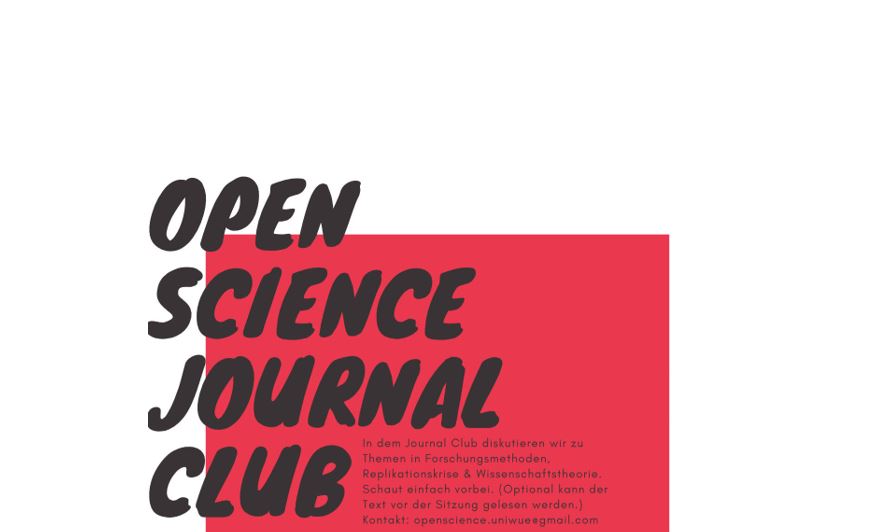 OPEN
SCIENCE
JOURNAL
CLUB
In dem Journal Club diskutieren wir zu
Themen in Forschungsmethoden,
Replikationskrise & Wissenschaftstheorie.
Schaut einfach vorbei. (Optional kann der
Text vor der Sitzung gelesen werden.)
Kontakt: openscience.uniwue@gmail.com